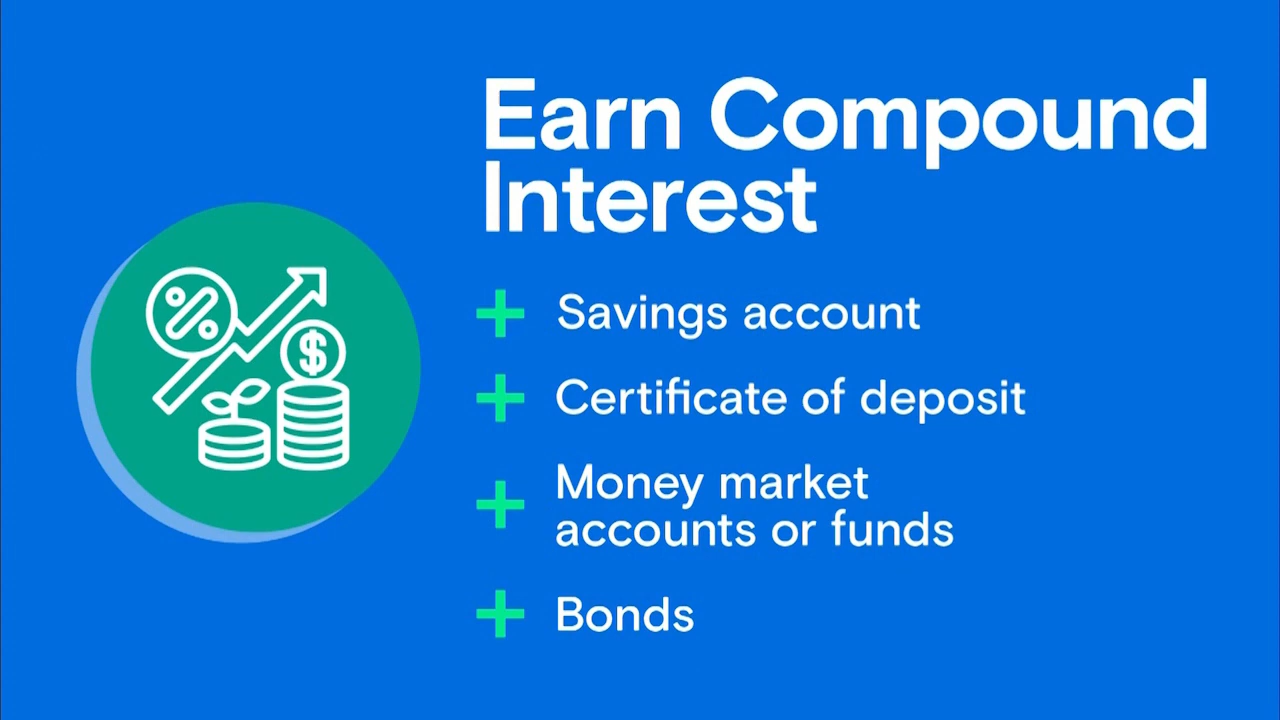 Earn Compound
Interest
Savings account
Certificate of deposit
Money market
accounts or funds
Bonds
%
$